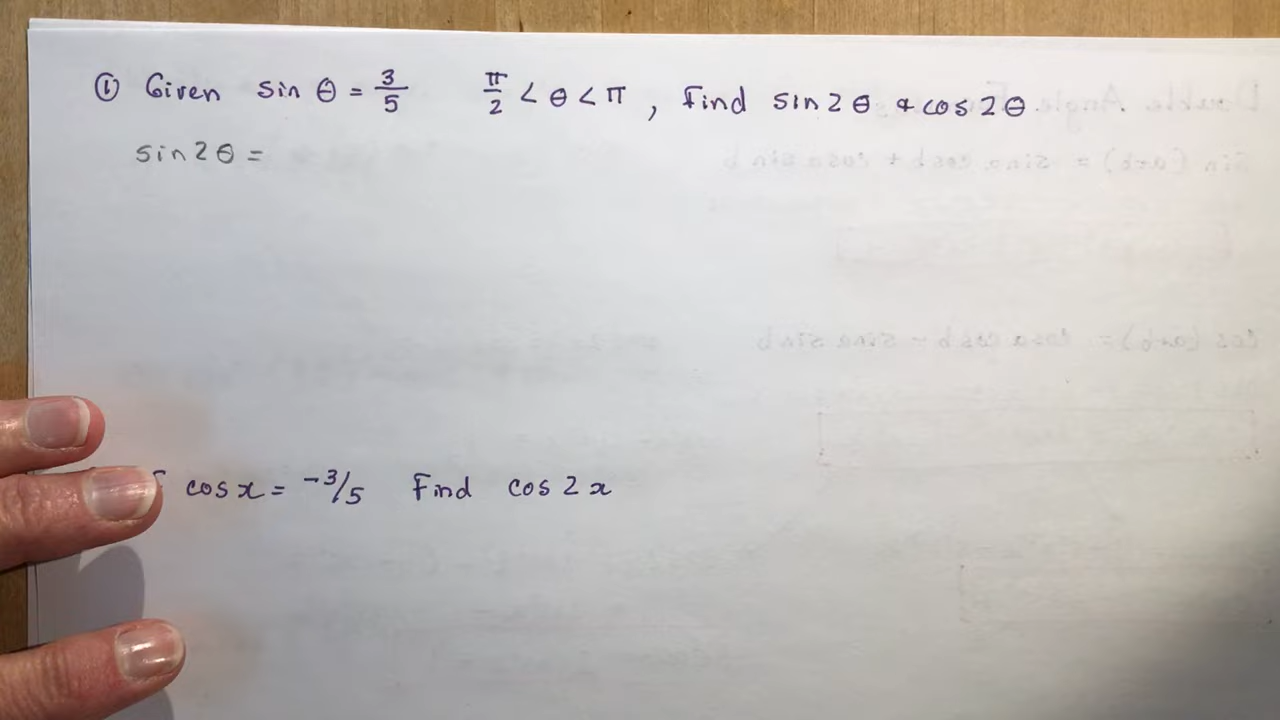 ① Given sin θ = 3/5 π/2 < θ < π , Find sin 2θ & cos 2θ.
sin 2θ =
cos x = -3/5 Find cos 2x